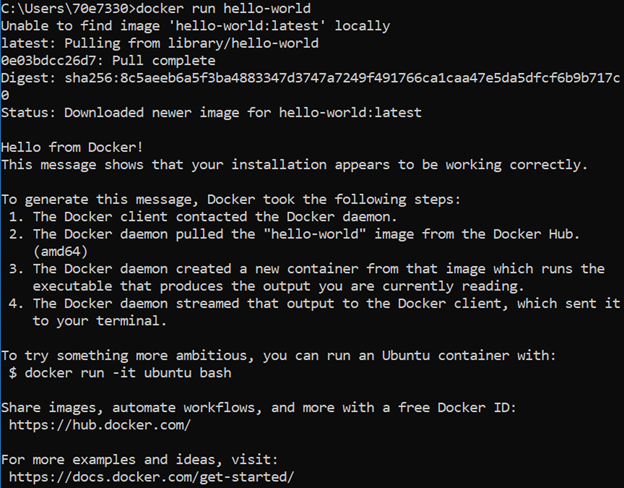 C:\Users\70e7330>docker run hello-world
Unable to find image 'hello-world:latest' locally
latest: Pulling from library/hello-world
0e03bdcc26d7: Pull complete
Digest: sha256:8c5aeeb6a5f3ba4883347d3747a7249f491766ca1caa47e5da5dfcf6b9b717c
0
Status: Downloaded newer image for hello-world:latest

Hello from Docker!
This message shows that your installation appears to be working correctly.

To generate this message, Docker took the following steps:
 1. The Docker client contacted the Docker daemon.
 2. The Docker daemon pulled the "hello-world" image from the Docker Hub.
    (amd64)
 3. The Docker daemon created a new container from that image which runs the
    executable that produces the output you are currently reading.
 4. The Docker daemon streamed that output to the Docker client, which sent it
    to your terminal.

To try something more ambitious, you can run an Ubuntu container with:
 $ docker run -it ubuntu bash

Share images, automate workflows, and more with a free Docker ID:
 https://hub.docker.com/

For more examples and ideas, visit:
 https://docs.docker.com/get-started/